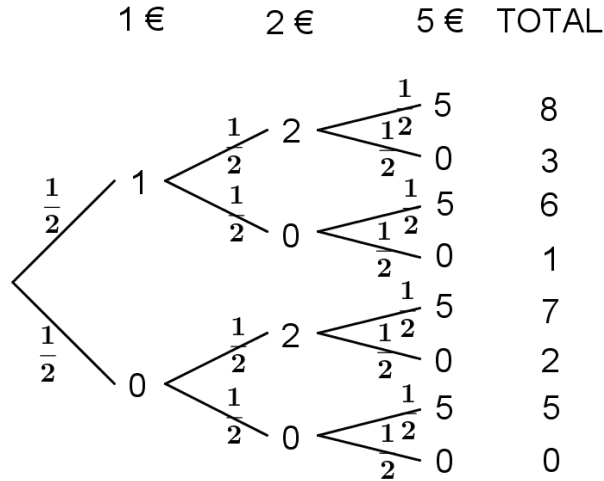 1 € 2 € 5 € TOTAL
1/2 5 8
1/2 2 1/2 0 3
1/2 1 1/2 0 1/2 5 6
1/2 0 1
1/2 0 1/2 2 1/2 5 7
1/2 0 2
1/2 0 1/2 5 5
1/2 0 0